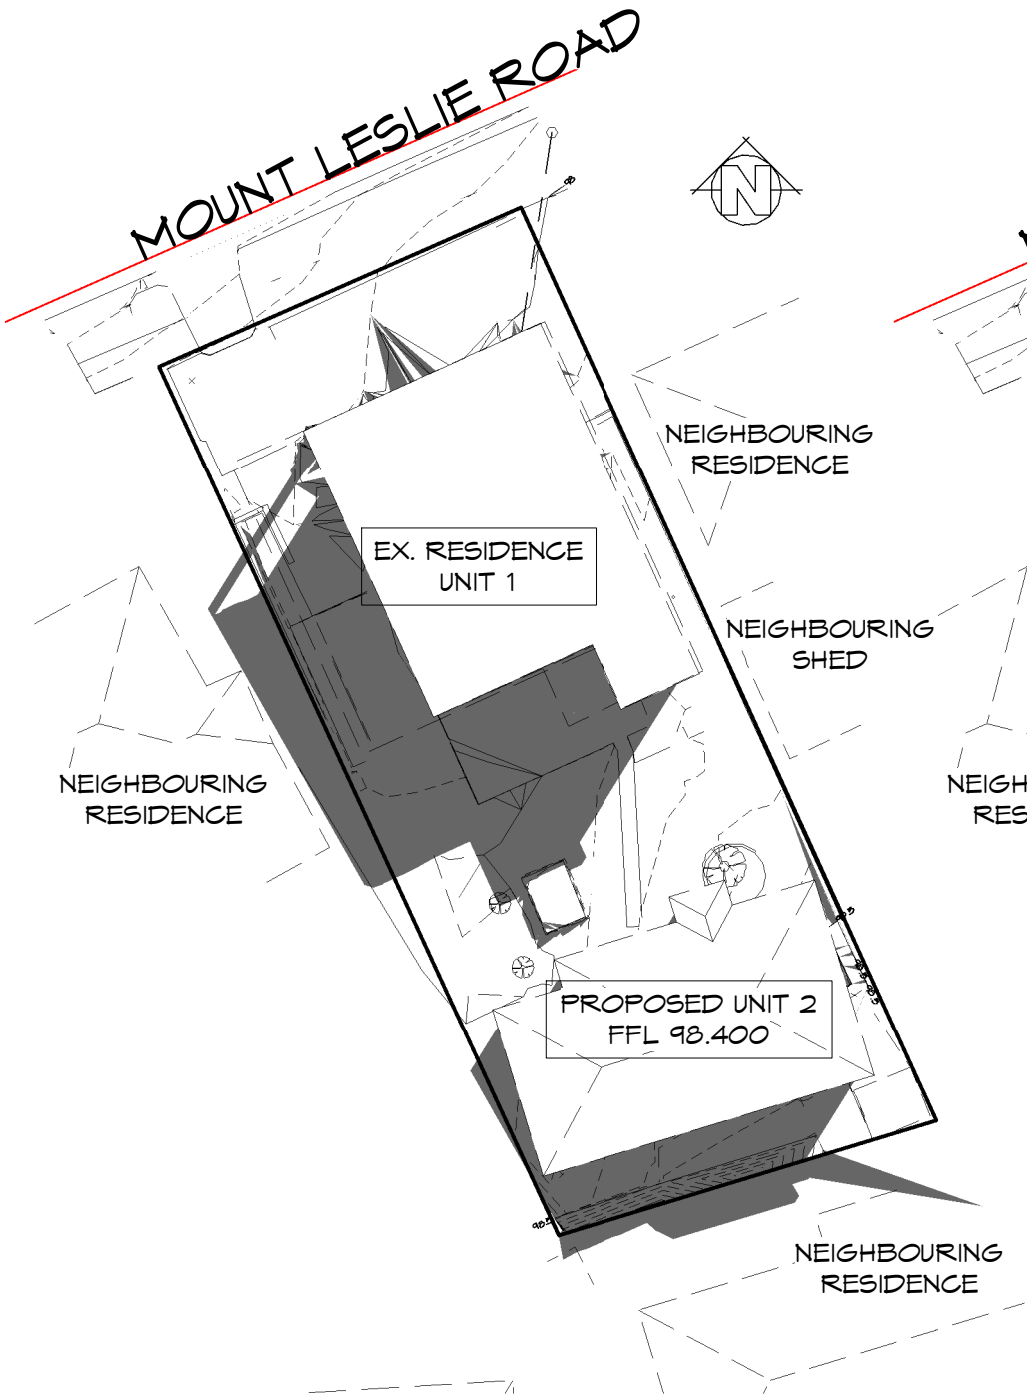 MOUNT LESLIE ROAD
N
NEIGHBOURING
RESIDENCE
EX. RESIDENCE
UNIT 1
NEIGHBOURING
SHED
NEIGHBOURING
RESIDENCE
PROPOSED UNIT 2
FFL 98.400
NEIGHBOURING
RESIDENCE